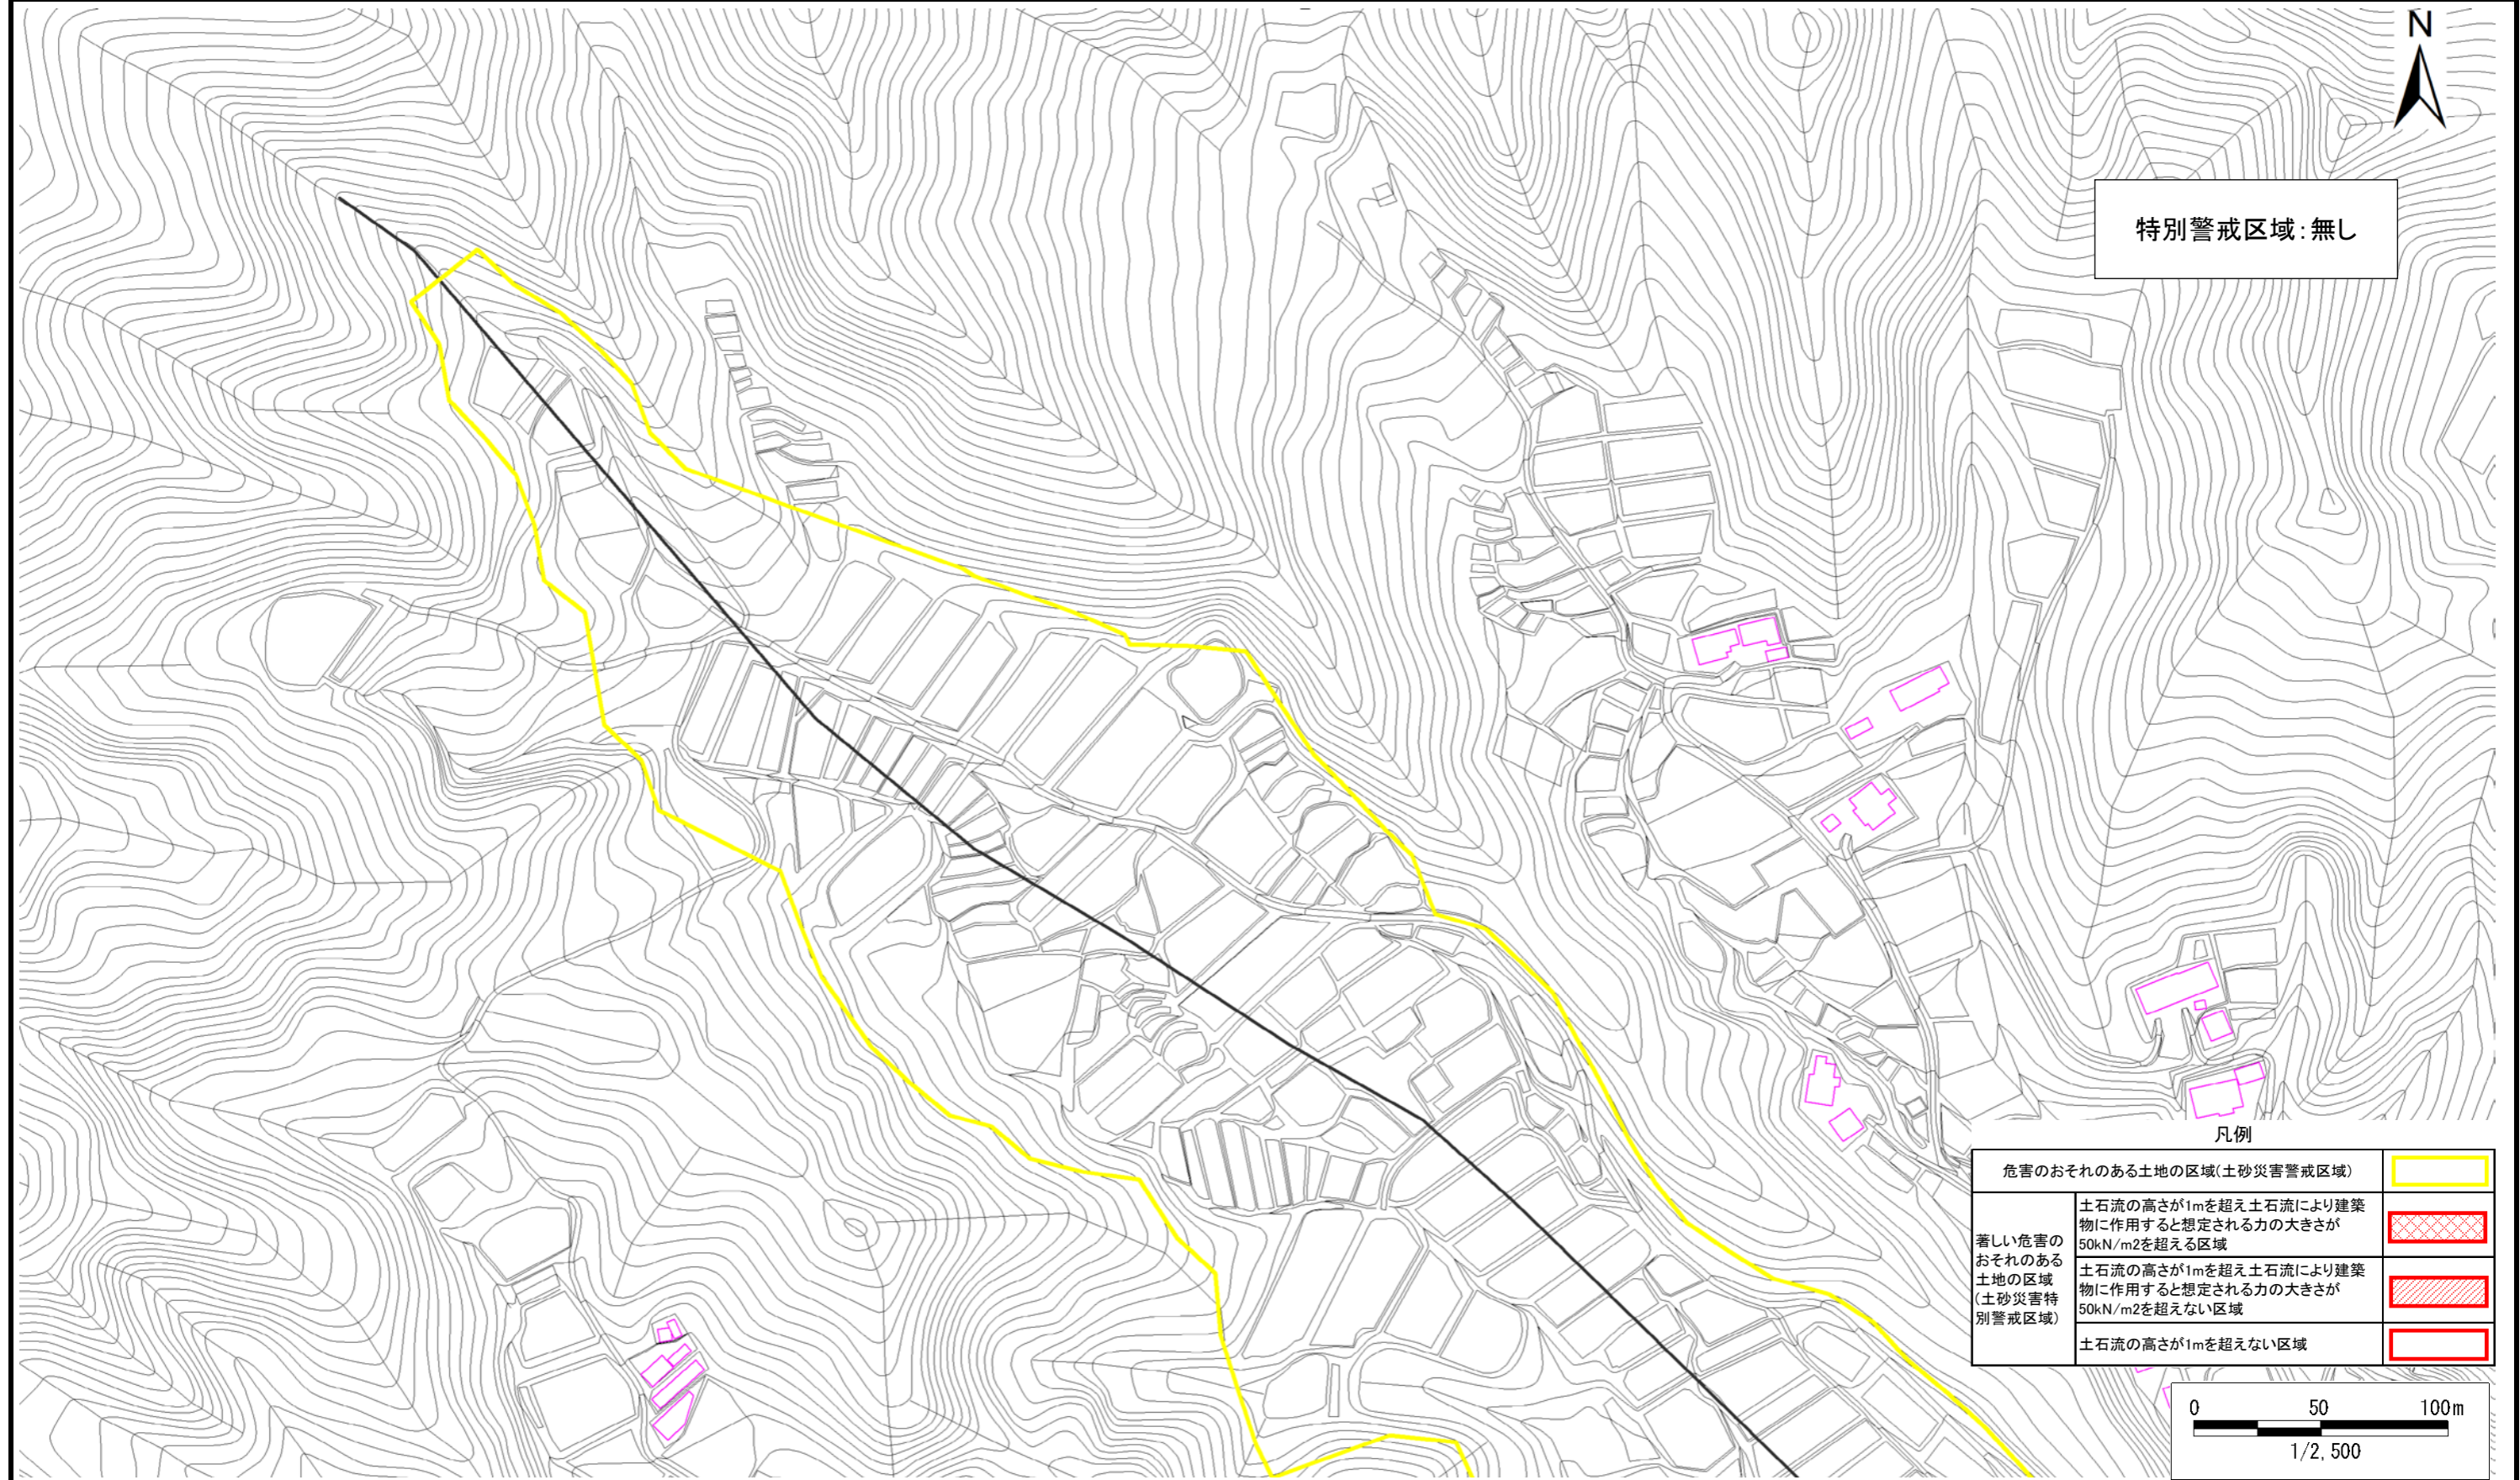 N
特別警戒区域：無し
凡例
危害のおそれのある土地の区域(土砂災害警戒区域)
著しい危害の
おそれのある
土地の区域
(土砂災害特
別警戒区域)
土石流の高さが1mを超え土石流により建築
物に作用すると想定される力の大きさが
50kN/m2を超える区域
土石流の高さが1mを超え土石流により建築
物に作用すると想定される力の大きさが
50kN/m2を超えない区域
土石流の高さが1mを超えない区域
0 50 100m
1/2,500